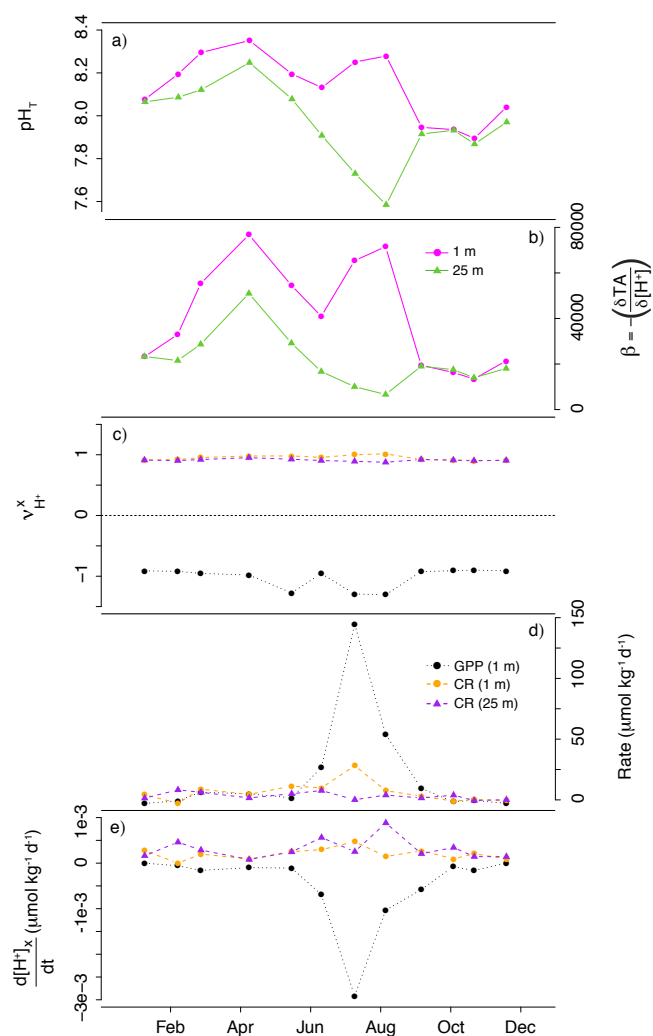 a)
8.4
8.2
8.0
7.8
7.6
pH_T
b)
1 m
25 m
80000
40000
0
β = −(δTA/δ[H⁺])
c)
1
0
−1
ν_H⁺^x
d)
GPP (1 m)
CR (1 m)
CR (25 m)
150
100
50
0
Rate (μmol kg⁻¹ d⁻¹)
e)
1e-3
0
-1e-3
-3e-3
d[H⁺]_x/dt (μmol kg⁻¹ d⁻¹)
Feb Apr Jun Aug Oct Dec